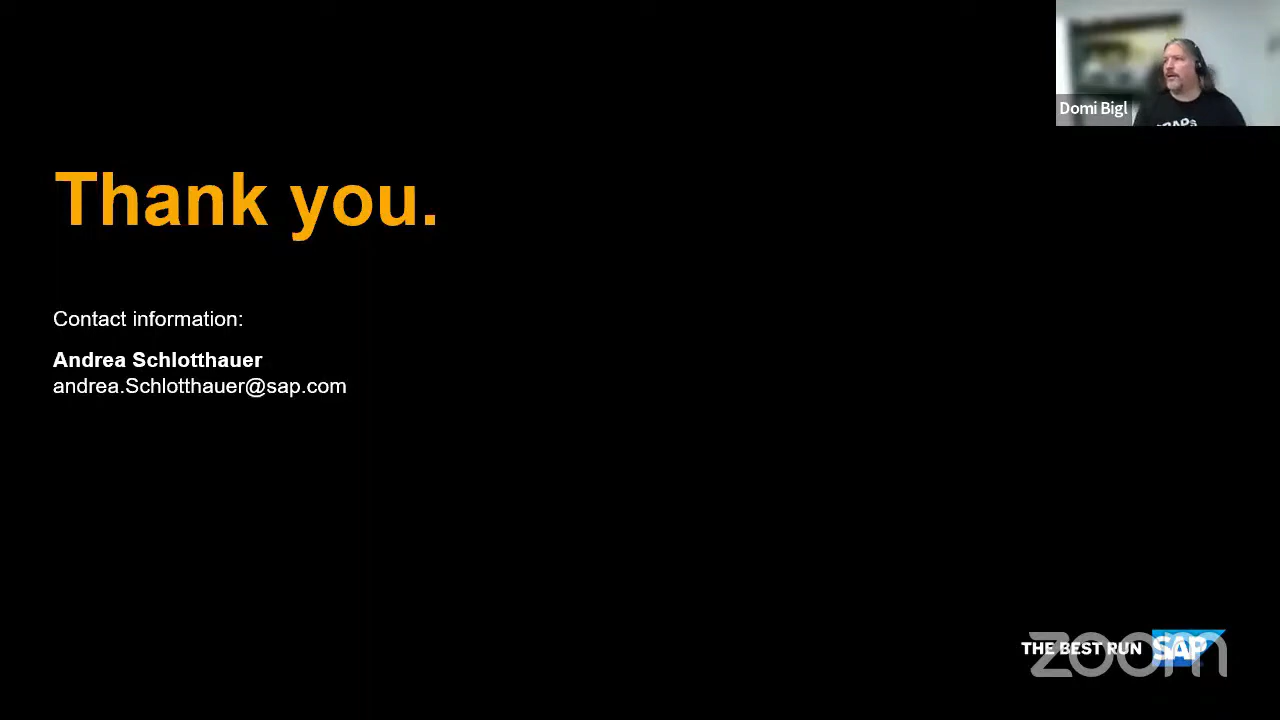 Domi Bigl
Thank you.
Contact information:
Andrea Schlotthauer
andrea.Schlotthauer@sap.com
THE BEST RUN SAP
zoom